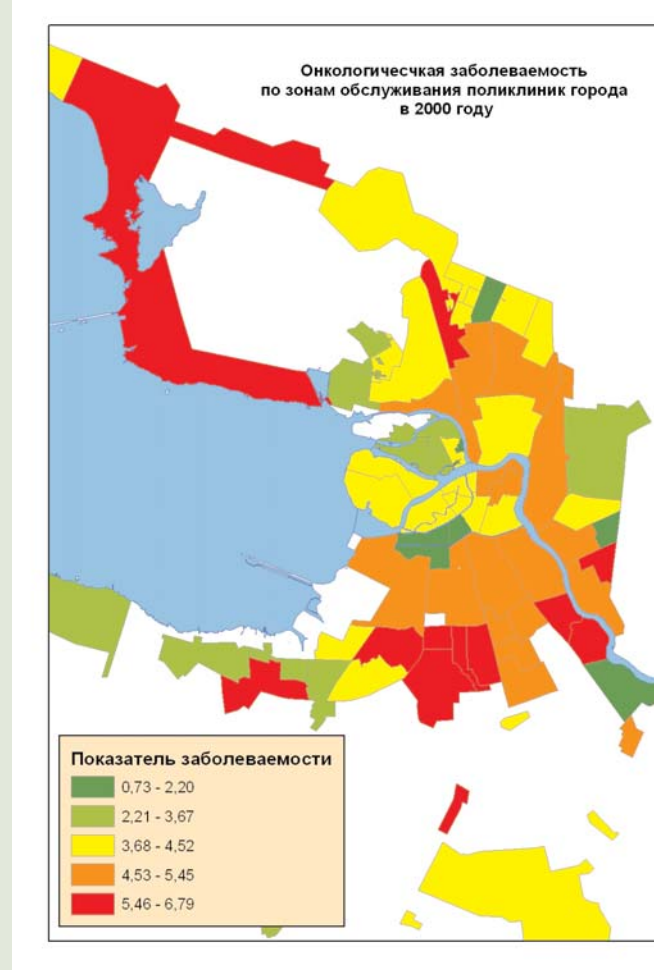 Онкологичесчкая заболеваемость
по зонам обслуживания поликлиник города
в 2000 году
Показатель заболеваемости
0,73 - 2,20
2,21 - 3,67
3,68 - 4,52
4,53 - 5,45
5,46 - 6,79